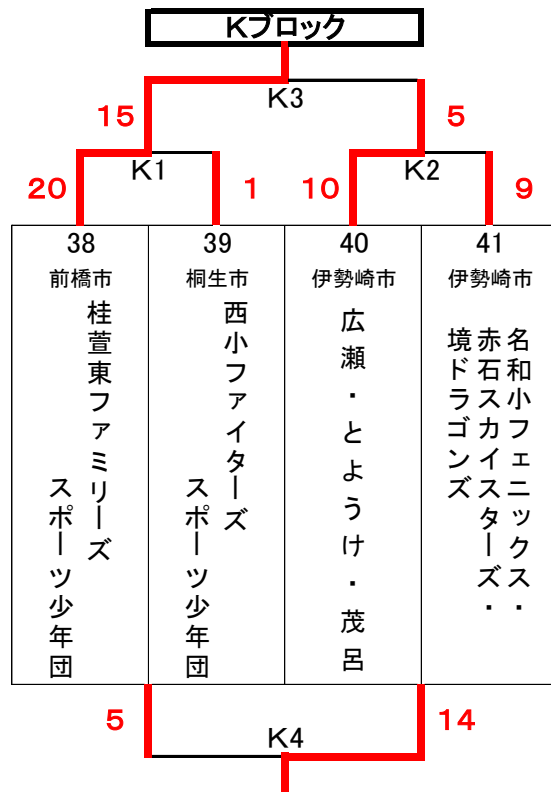 Kブロック
K3
15
5
K1
K2
20
1
10
9
38
39
40
41
前橋市
桐生市
伊勢崎市
伊勢崎市
桂萱東ファミリーズ
スポーツ少年団
西小ファイターズ
スポーツ少年団
広瀬・とようけ・茂呂
名和小フェニックス・
赤石スカイスターズ・
境ドラゴンズ
5
14
K4